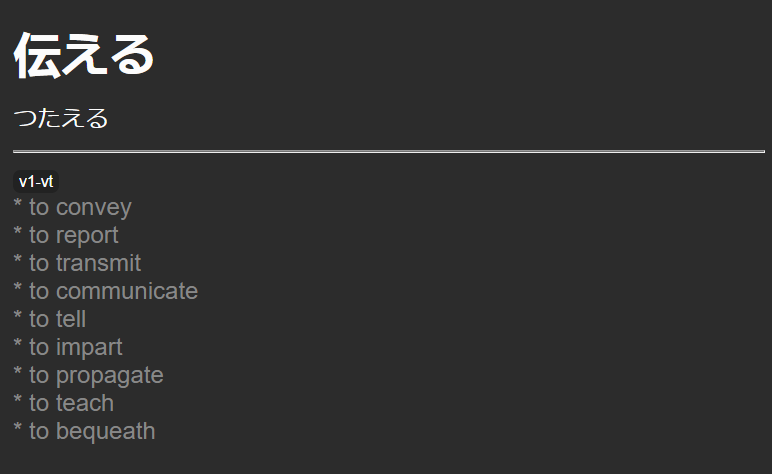 伝える
つたえる
v1-vt
* to convey
* to report
* to transmit
* to communicate
* to tell
* to impart
* to propagate
* to teach
* to bequeath